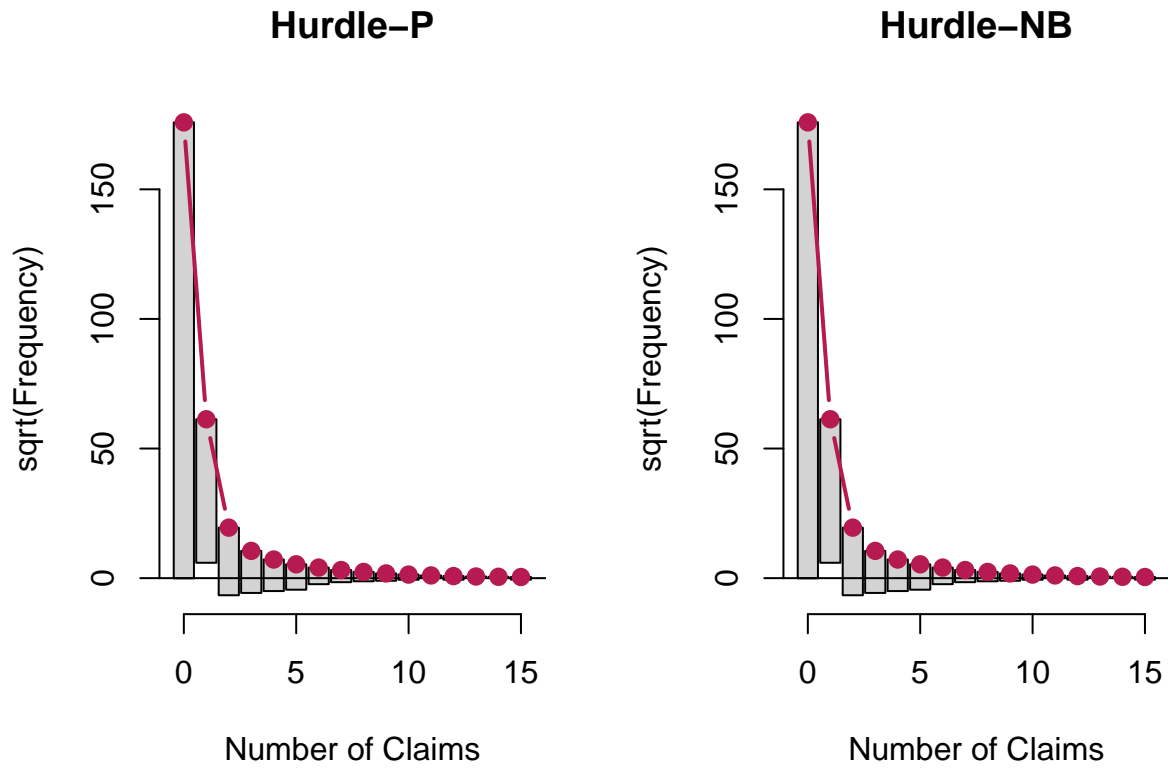 Hurdle−P
sqrt(Frequency)
150
100
50
0
0 5 10 15
Number of Claims
Hurdle−NB
sqrt(Frequency)
150
100
50
0
0 5 10 15
Number of Claims